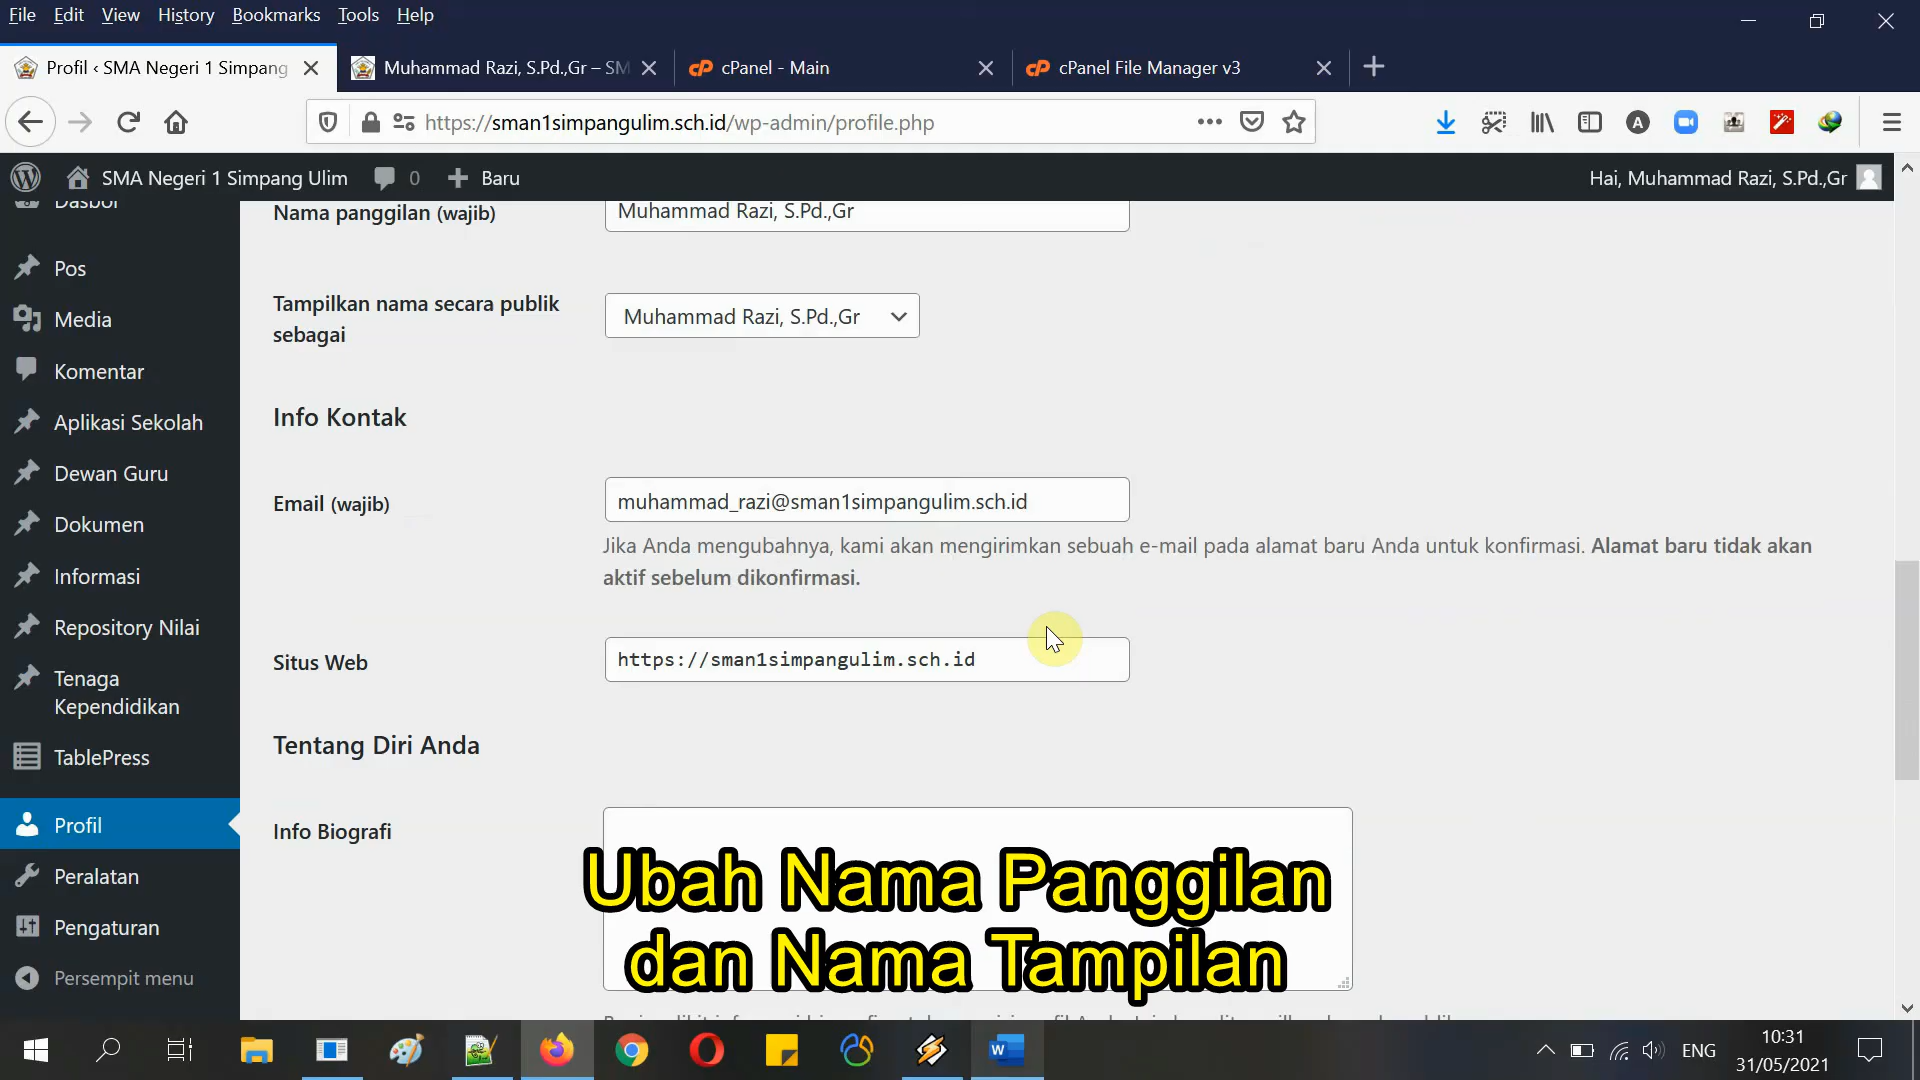 File Edit View History Bookmarks Tools Help
Profil ‹ SMA Negeri 1 Simpang
Muhammad Razi, S.Pd.,Gr – SM
cPanel - Main
cPanel File Manager v3
https://sman1simpangulim.sch.id/wp-admin/profile.php
SMA Negeri 1 Simpang Ulim 0 Baru
Hai, Muhammad Razi, S.Pd.,Gr
Dasbor
Pos
Media
Komentar
Aplikasi Sekolah
Dewan Guru
Dokumen
Informasi
Repository Nilai
Tenaga
Kependidikan
TablePress
Profil
Peralatan
Pengaturan
Persempit menu
Nama panggilan (wajib)
Muhammad Razi, S.Pd.,Gr
Tampilkan nama secara publik
sebagai
Muhammad Razi, S.Pd.,Gr
Info Kontak
Email (wajib)
muhammad_razi@sman1simpangulim.sch.id
Jika Anda mengubahnya, kami akan mengirimkan sebuah e-mail pada alamat baru Anda untuk konfirmasi. Alamat baru tidak akan
aktif sebelum dikonfirmasi.
Situs Web
https://sman1simpangulim.sch.id
Tentang Diri Anda
Info Biografi
Ubah Nama Panggilan
dan Nama Tampilan
ENG
10:31
31/05/2021